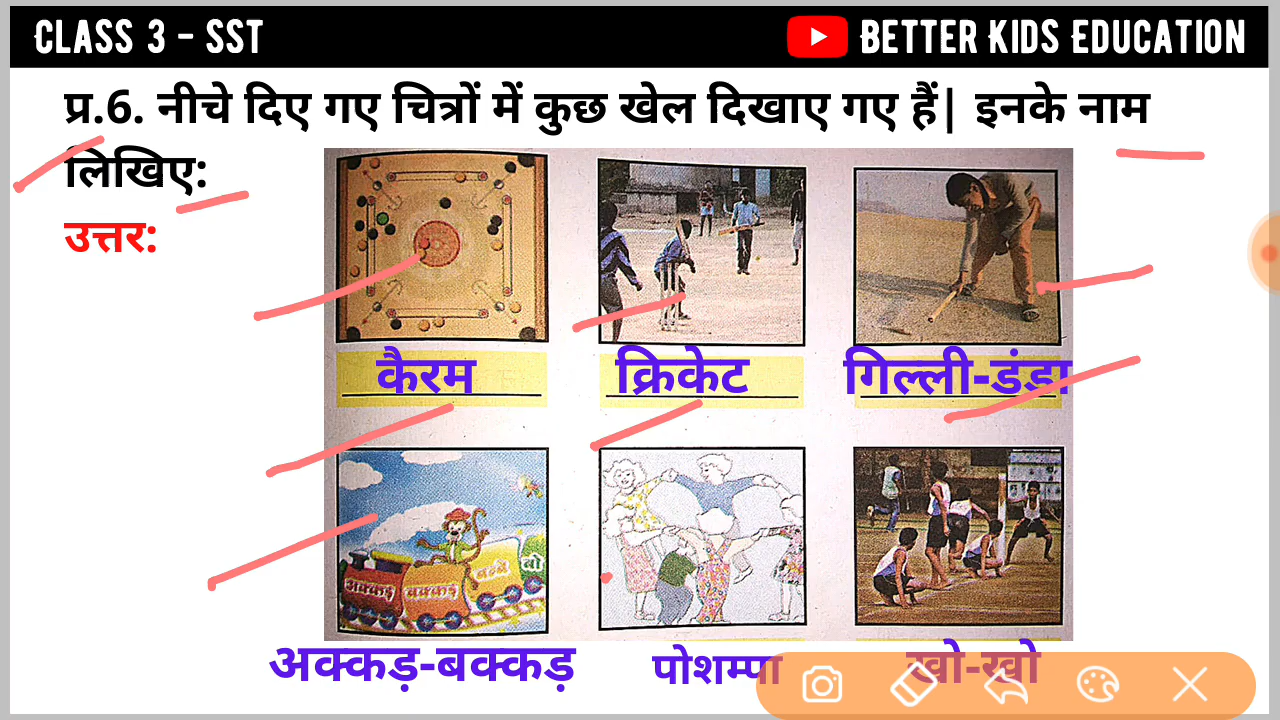 CLASS 3 - SST
BETTER KIDS EDUCATION
प्र.6. नीचे दिए गए चित्रों में कुछ खेल दिखाए गए हैं| इनके नाम
लिखिए:
उत्तर:
कैरम
क्रिकेट
गिल्ली-डंडा
अक्कड़-बक्कड़
पोशम्पा
खो-खो